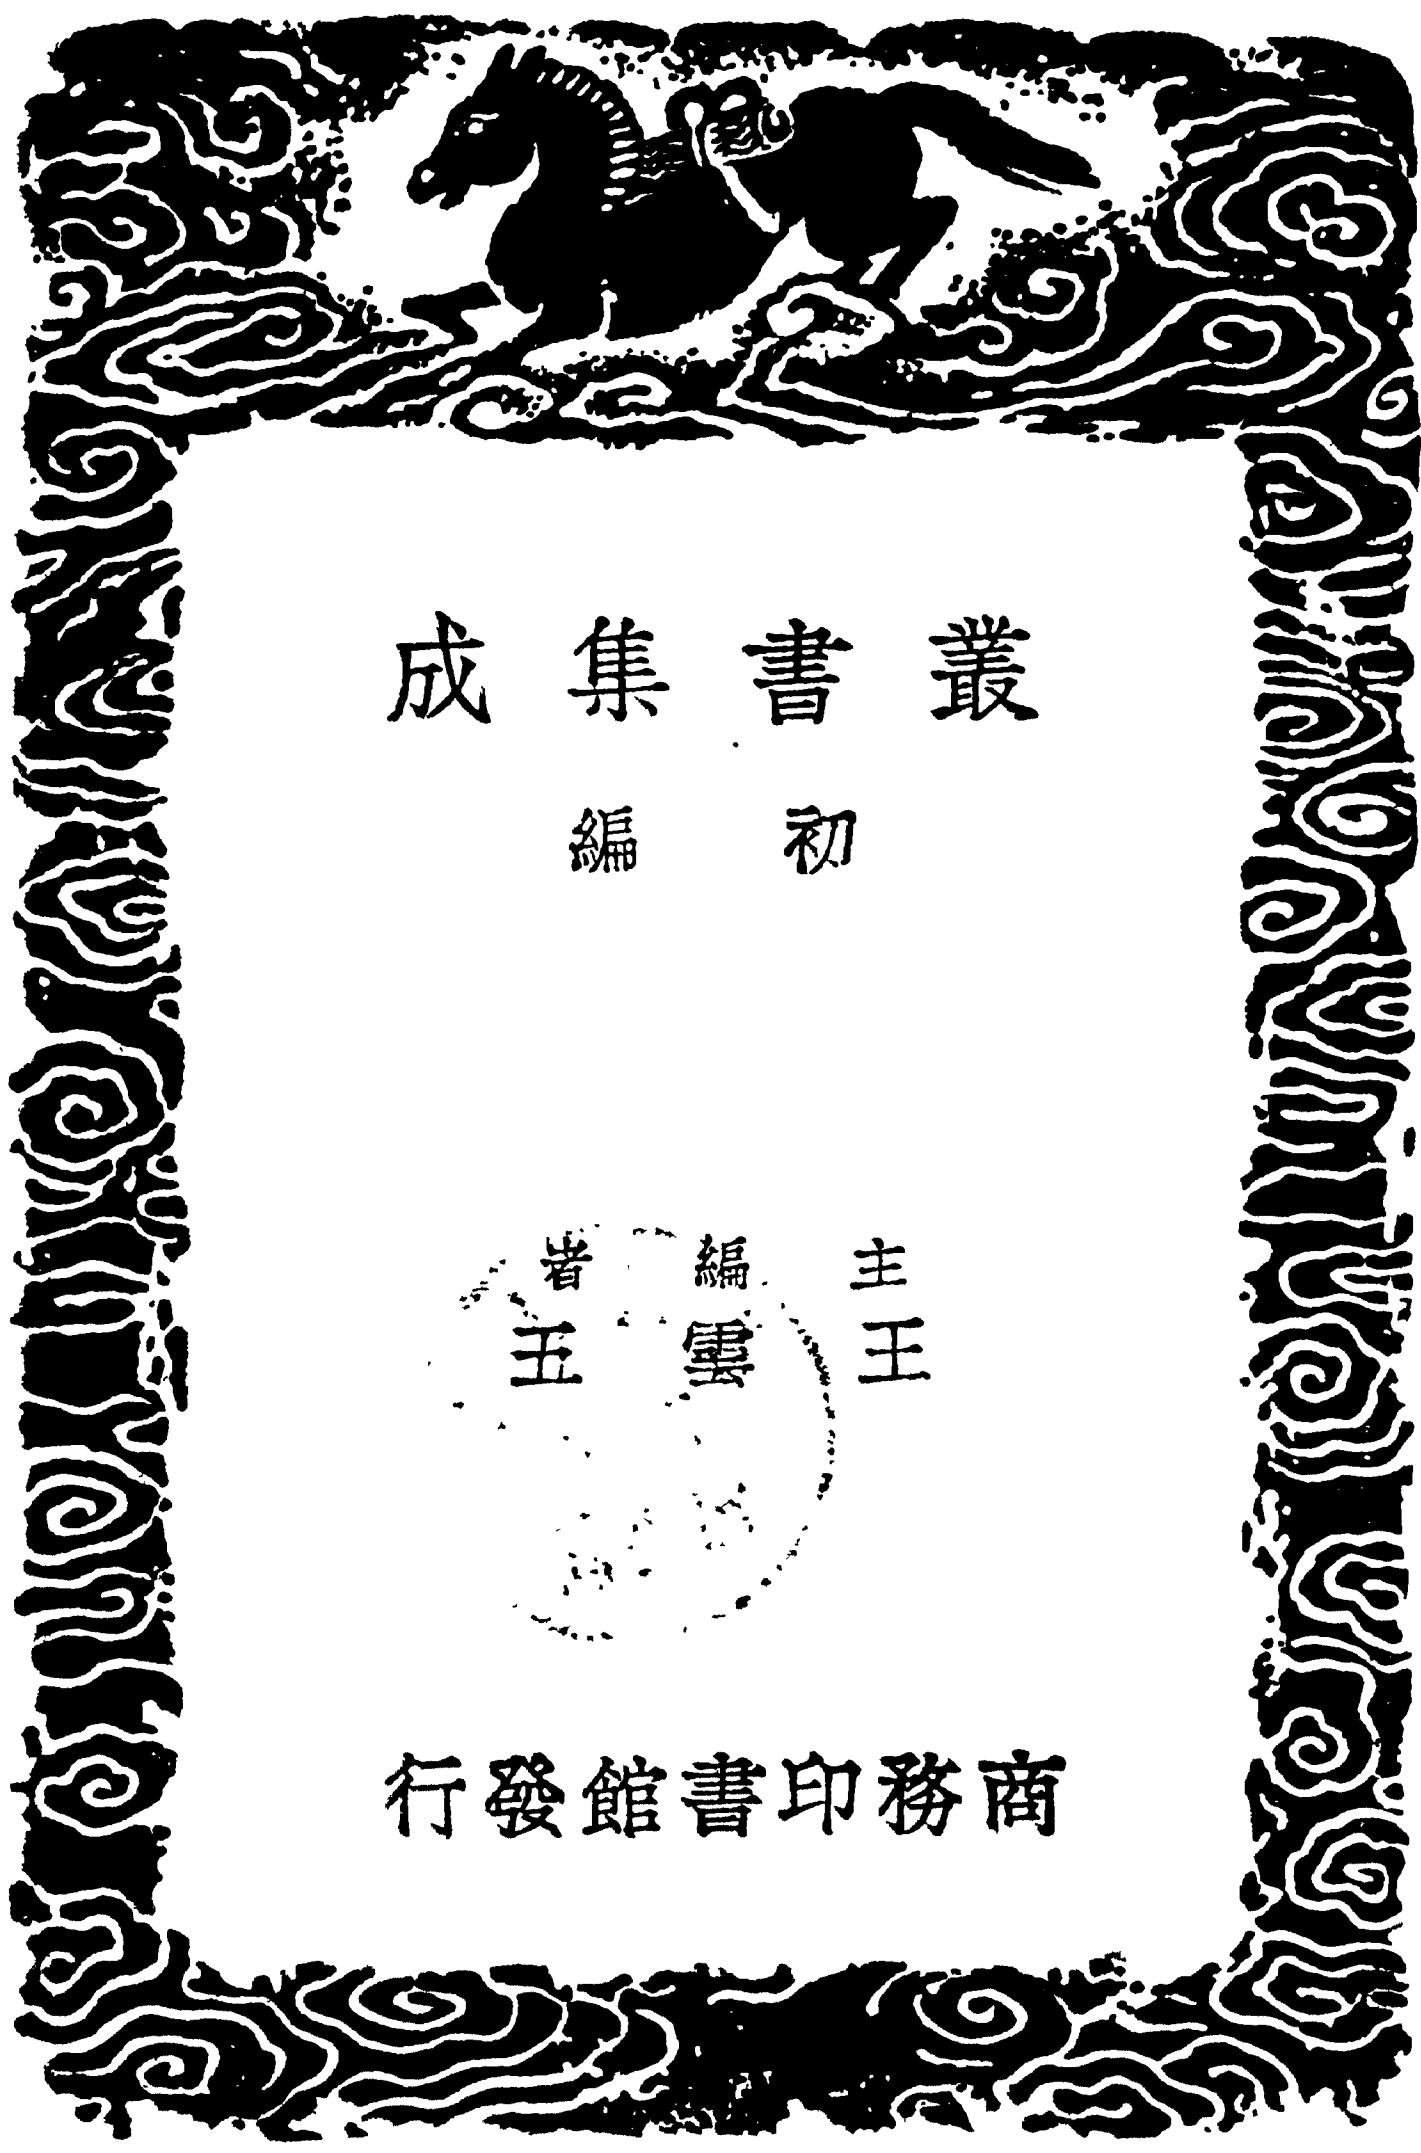 叢書集成
初編
主編者
王雲五
商務印書館發行